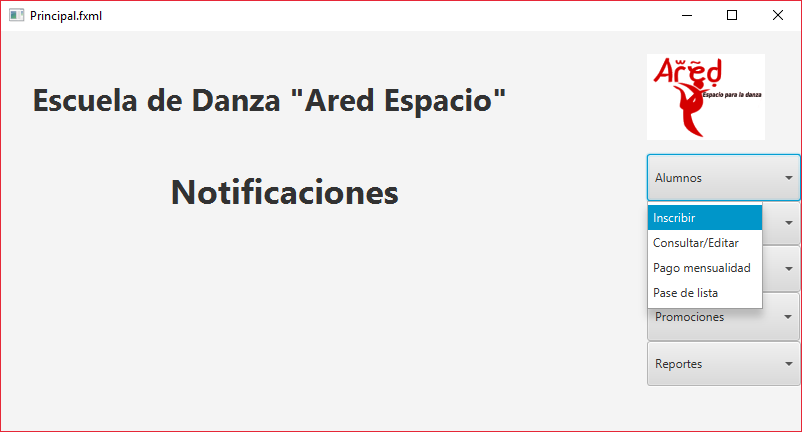 Principal.fxml
Escuela de Danza "Ared Espacio"
Notificaciones
Ared
Espacio para la danza
Alumnos
Inscribir
Consultar/Editar
Pago mensualidad
Pase de lista
Promociones
Reportes